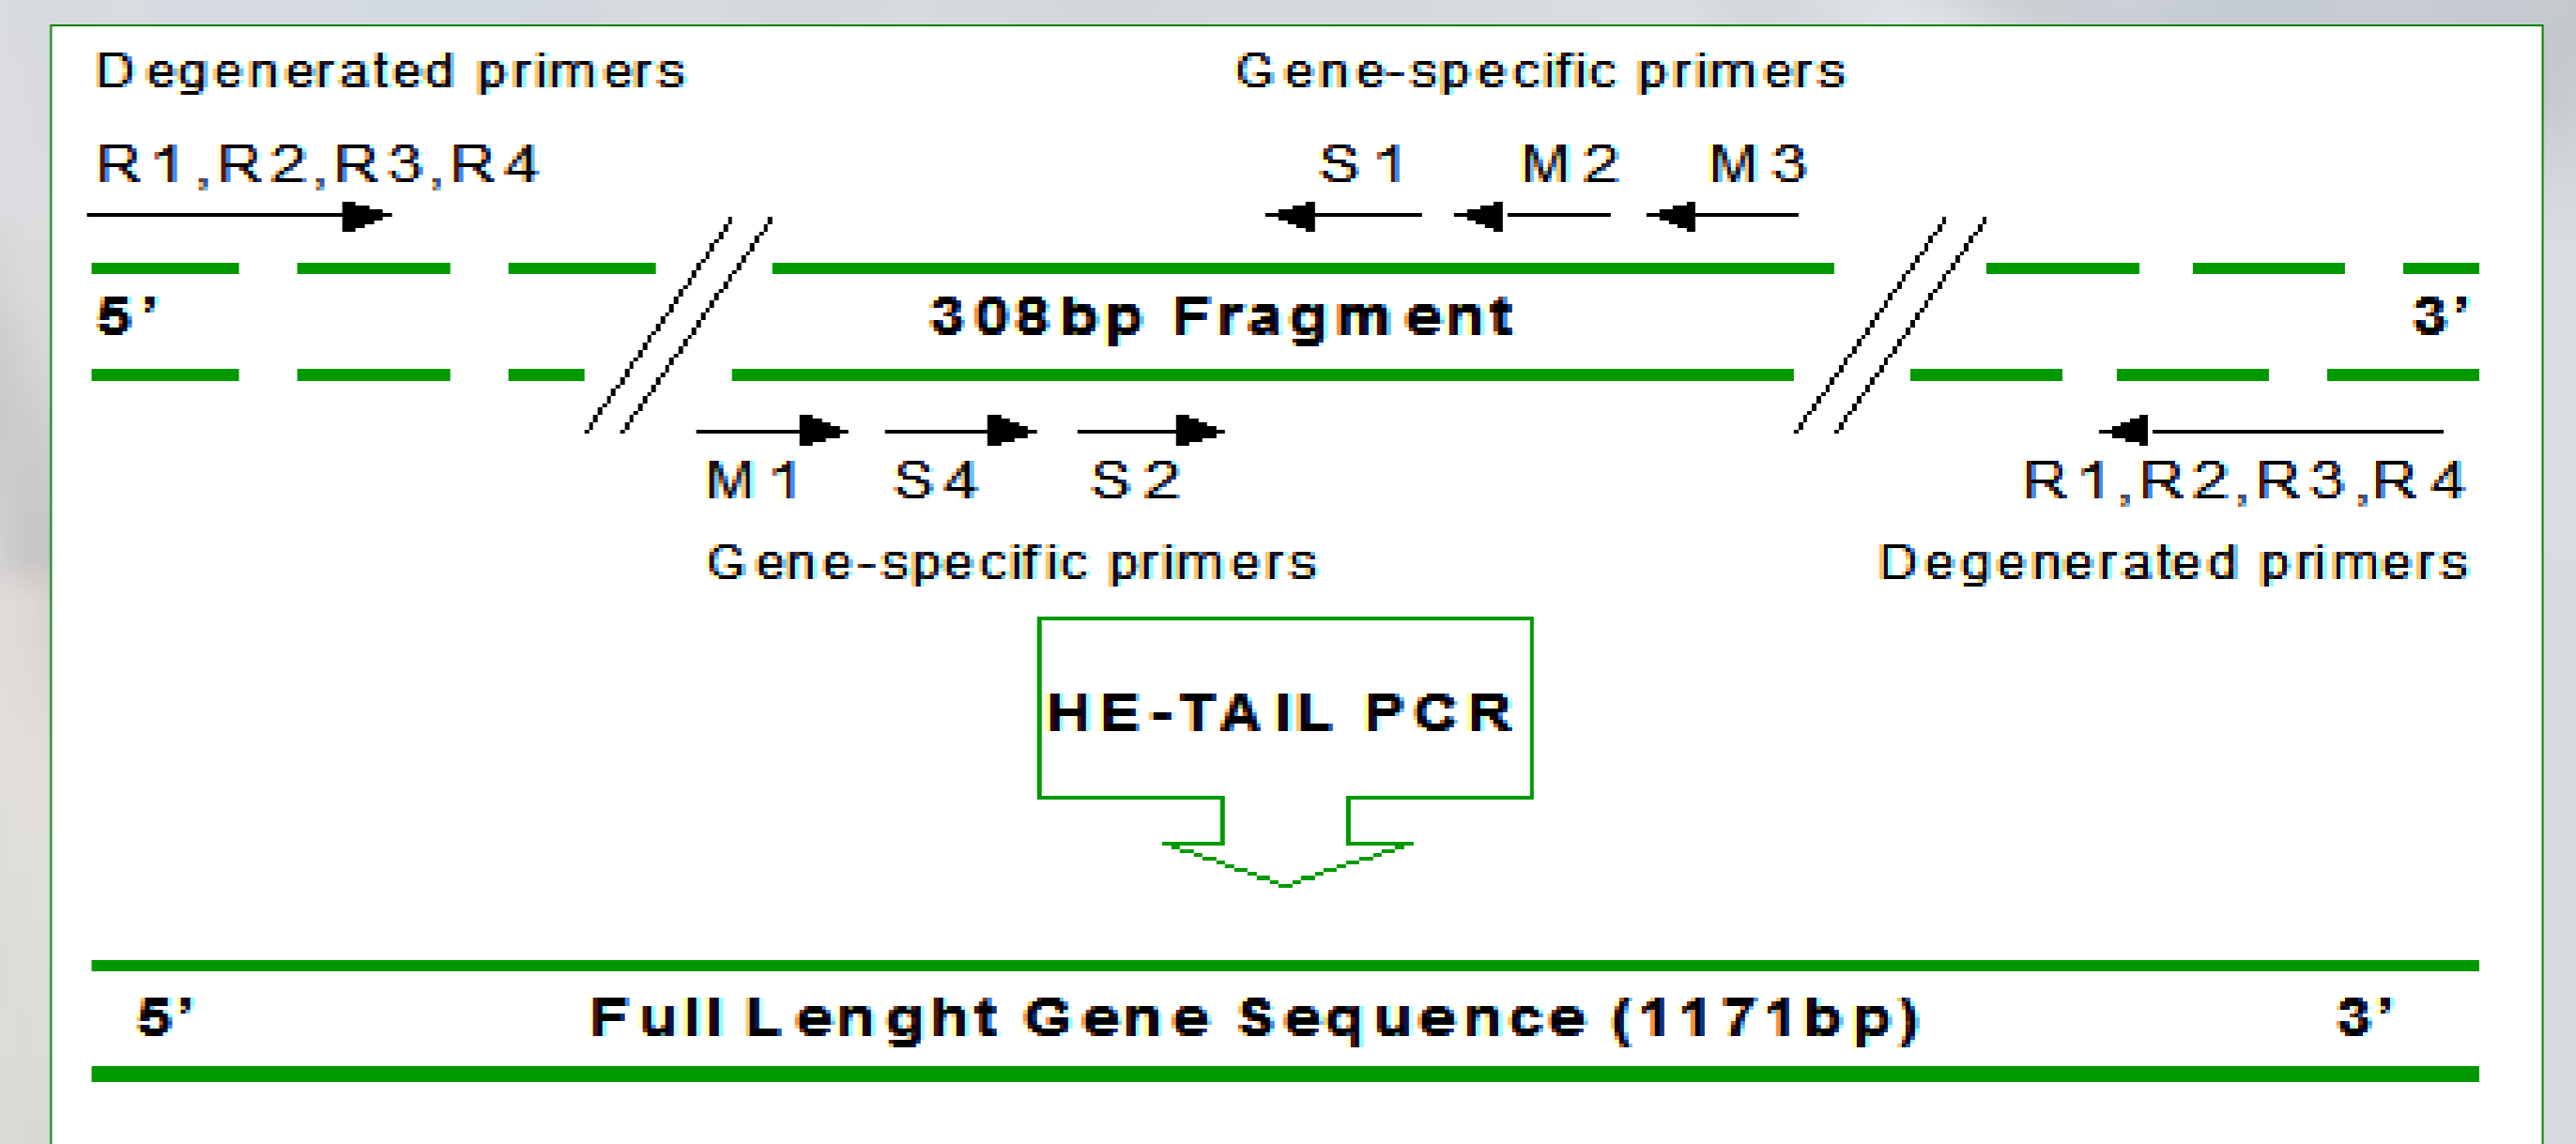 Degenerated primers
Gene-specific primers
R1,R2,R3,R4
S1 M2 M3
5’ 308bp Fragment 3’
M1 S4 S2
R1,R2,R3,R4
Gene-specific primers
Degenerated primers
HE-TAIL PCR
5’ Full Lenght Gene Sequence (1171bp) 3’